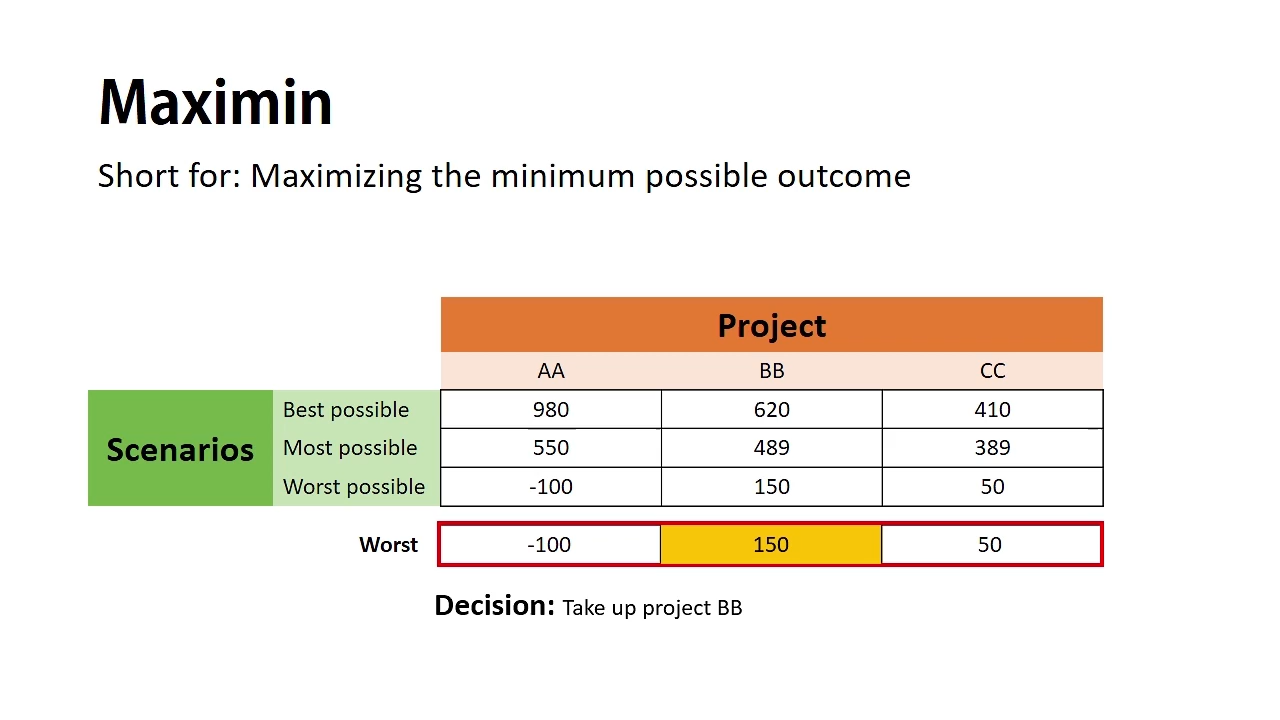 Maximin
Short for: Maximizing the minimum possible outcome
Project
AA BB CC
Scenarios
Best possible 980 620 410
Most possible 550 489 389
Worst possible -100 150 50
Worst -100 150 50
Decision: Take up project BB